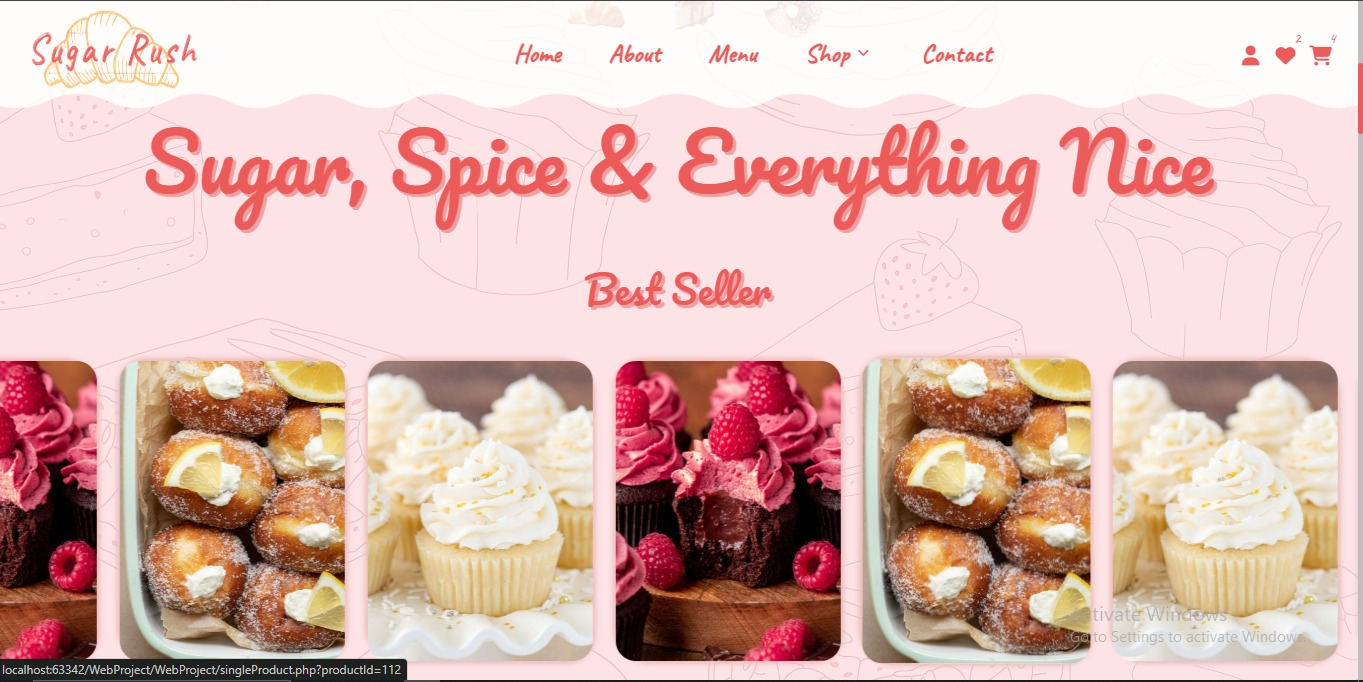 Sugar Rush
Home About Menu Shop Contact
2 4
Sugar, Spice & Everything Nice
Best Seller
Activate Windows
Go to Settings to activate Windows.
localhost:63342/WebProject/WebProject/singleProduct.php?productId=112